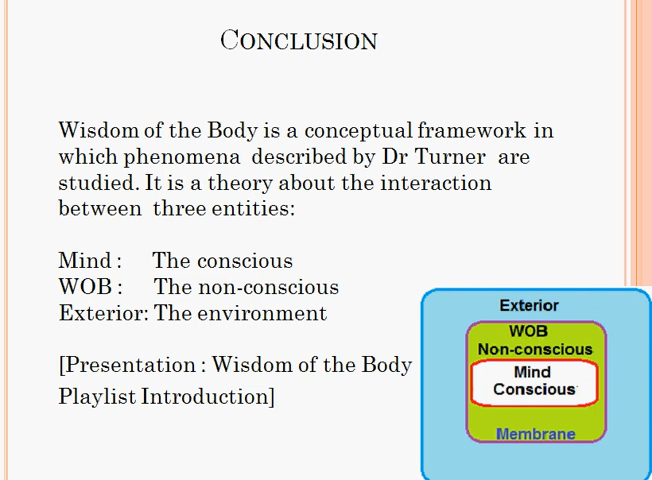 CONCLUSION
Wisdom of the Body is a conceptual framework in
which phenomena described by Dr Turner are
studied. It is a theory about the interaction
between three entities:
Mind : The conscious
WOB : The non-conscious
Exterior: The environment
[Presentation : Wisdom of the Body
Playlist Introduction]
Exterior
WOB
Non-conscious
Mind
Conscious
Membrane